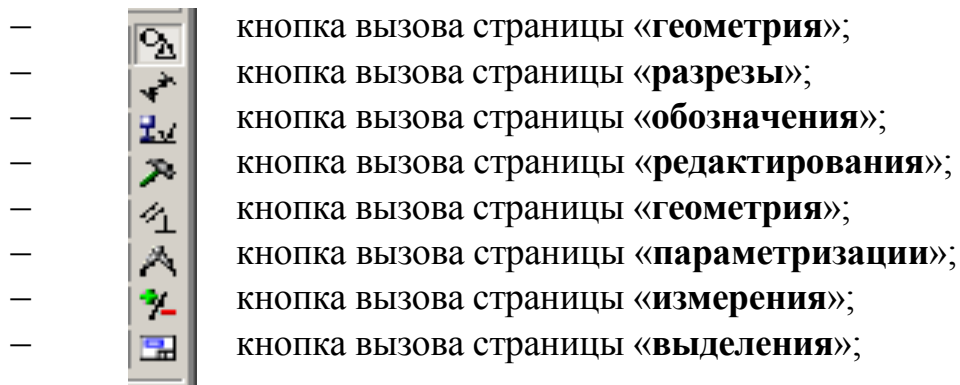 – кнопка вызова страницы «геометрия»;
– кнопка вызова страницы «разрезы»;
– кнопка вызова страницы «обозначения»;
– кнопка вызова страницы «редактирования»;
– кнопка вызова страницы «геометрия»;
– кнопка вызова страницы «параметризации»;
– кнопка вызова страницы «измерения»;
– кнопка вызова страницы «выделения»;